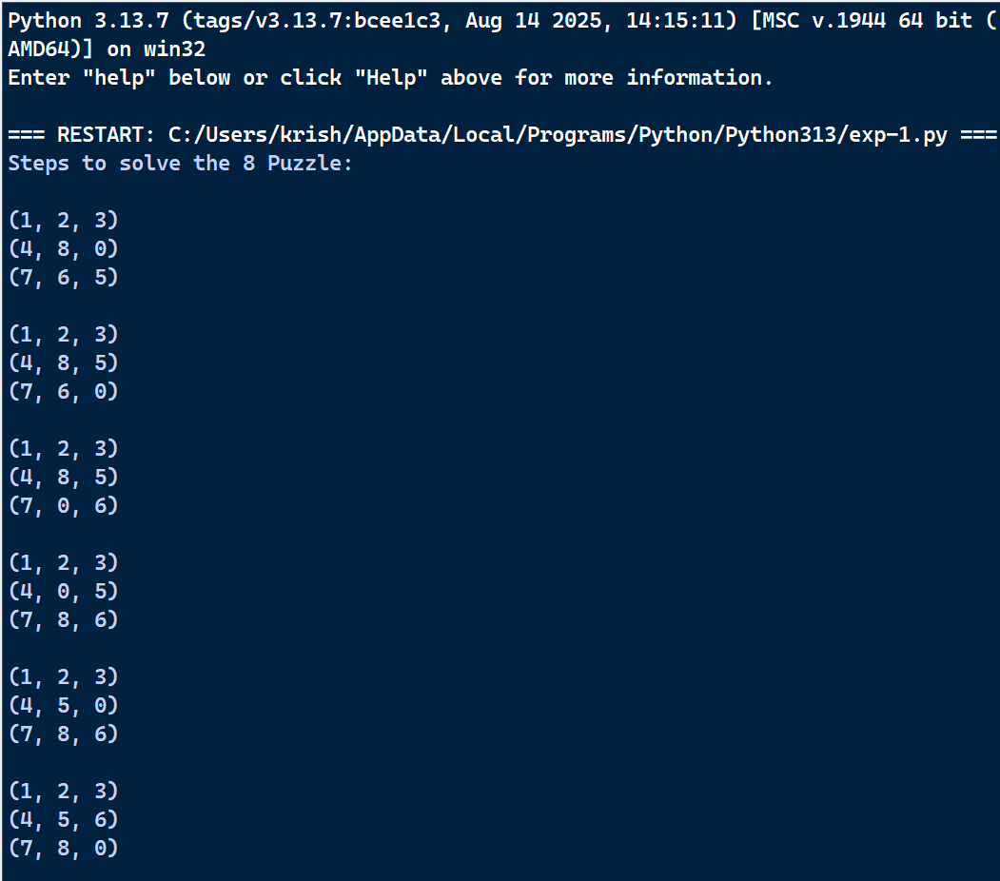 Python 3.13.7 (tags/v3.13.7:bcee1c3, Aug 14 2025, 14:15:11) [MSC v.1944 64 bit (
AMD64)] on win32
Enter "help" below or click "Help" above for more information.
=== RESTART: C:/Users/krish/AppData/Local/Programs/Python/Python313/exp-1.py ===
Steps to solve the 8 Puzzle:
(1, 2, 3)
(4, 8, 0)
(7, 6, 5)
(1, 2, 3)
(4, 8, 5)
(7, 6, 0)
(1, 2, 3)
(4, 8, 5)
(7, 0, 6)
(1, 2, 3)
(4, 0, 5)
(7, 8, 6)
(1, 2, 3)
(4, 5, 0)
(7, 8, 6)
(1, 2, 3)
(4, 5, 6)
(7, 8, 0)